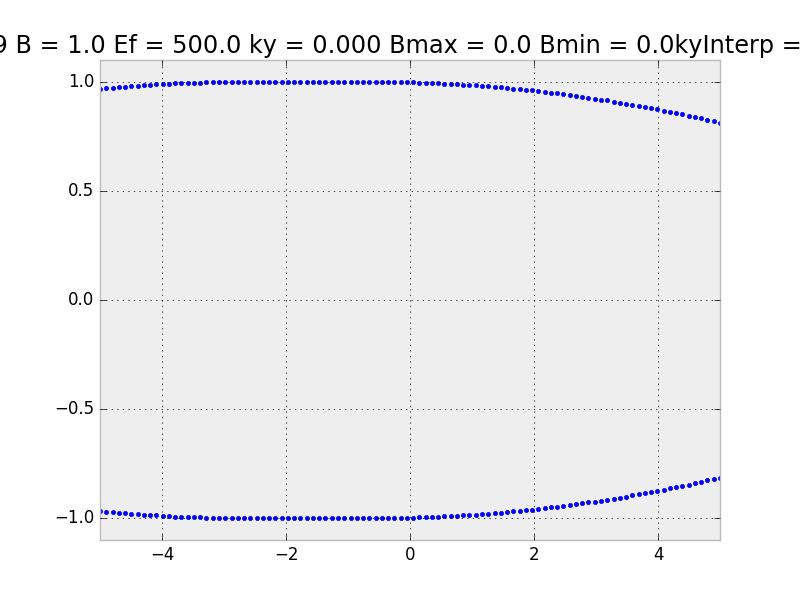 9 B = 1.0 Ef = 500.0 ky = 0.000 Bmax = 0.0 Bmin = 0.0kyInterp =
1.0
0.5
0.0
−0.5
−1.0
−4 −2 0 2 4